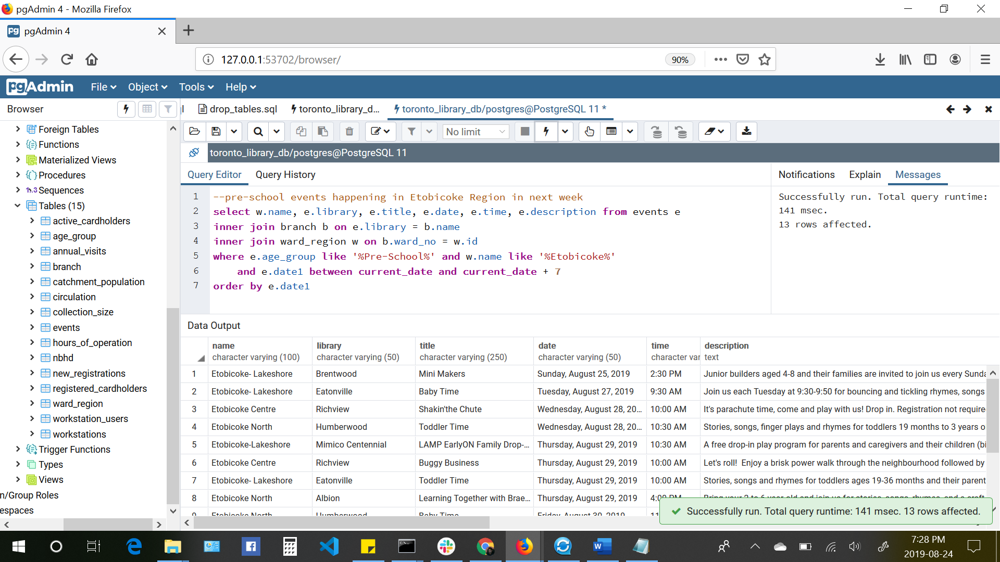 pgAdmin 4 - Mozilla Firefox
pgAdmin 4
127.0.0.1:53702/browser/
90%
pgAdmin File Object Tools Help
Browser
drop_tables.sql
toronto_library_d...
toronto_library_db/postgres@PostgreSQL 11 *
No limit
toronto_library_db/postgres@PostgreSQL 11
Foreign Tables
Functions
Materialized Views
Procedures
1..3 Sequences
Tables (15)
active_cardholders
age_group
annual_visits
branch
catchment_population
circulation
collection_size
events
hours_of_operation
nbhd
new_registrations
registered_cardholders
ward_region
workstation_users
workstations
Trigger Functions
Types
Views
n/Group Roles
espaces
Query Editor Query History
1 --pre-school events happening in Etobicoke Region in next week
2 select w.name, e.library, e.title, e.date, e.time, e.description from events e
3 inner join branch b on e.library = b.name
4 inner join ward_region w on b.ward_no = w.id
5 where e.age_group like '%Pre-School%' and w.name like '%Etobicoke%'
6 and e.date1 between current_date and current_date + 7
7 order by e.date1
Notifications Explain Messages
Successfully run. Total query runtime:
141 msec.
13 rows affected.
Data Output
name library title date time description
character varying (100) character varying (50) character varying (250) character varying (50) character var text
1 Etobicoke- Lakeshore Brentwood Mini Makers Sunday, August 25, 2019 2:30 PM Junior builders aged 4-8 and their families are invited to join us every Sunda
2 Etobicoke- Lakeshore Eatonville Baby Time Tuesday, August 27, 2019 9:30 AM Join us each Tuesday at 9:30-9:50 for bouncing and tickling rhymes, songs
3 Etobicoke Centre Richview Shakin'the Chute Wednesday, August 28, 20... 10:00 AM It's parachute time, come and play with us! Drop in. Registration not require
4 Etobicoke North Humberwood Toddler Time Wednesday, August 28, 20... 10:30 AM Stories, songs, finger plays and rhymes for toddlers 19 months to 3 years o
5 Etobicoke-Lakeshore Mimico Centennial LAMP EarlyON Family Drop-... Thursday, August 29, 2019 10:30 AM A free drop-in play program for parents and caregivers and their children (bi
6 Etobicoke Centre Richview Buggy Business Thursday, August 29, 2019 10:00 AM Let's roll! Enjoy a brisk power walk through the neighbourhood followed by
7 Etobicoke- Lakeshore Eatonville Toddler Time Thursday, August 29, 2019 10:00 AM Stories, songs and rhymes for toddlers ages 19-36 months and their parent
8 Etobicoke North Albion Learning Together with Brae... Thursday, August 29, 2019 4:00 PM
9 Etobicoke North Humberwood Baby Time Friday, August 30, 2019
Successfully run. Total query runtime: 141 msec. 13 rows affected.
7:28 PM
2019-08-24